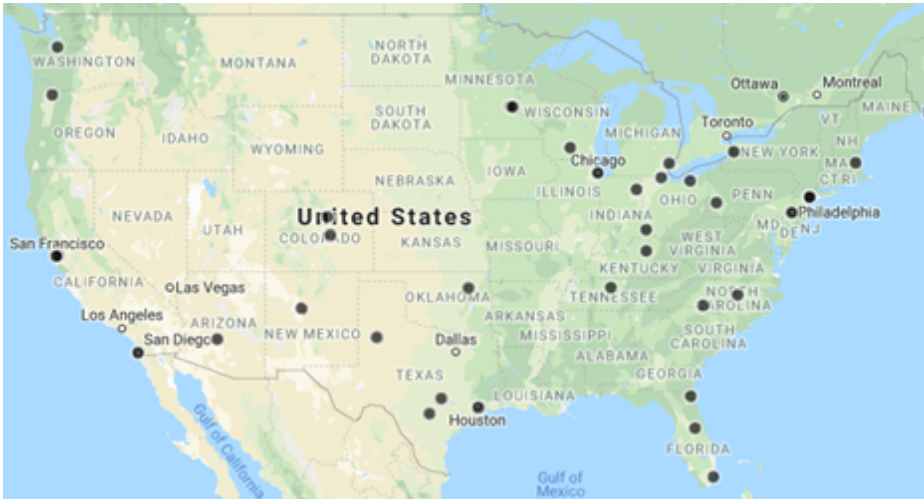 NORTH
DAKOTA
WASHINGTON
MONTANA
MINNESOTA
Ottawa
Montreal
MAINE
SOUTH
DAKOTA
WISCONSIN
VT
Toronto
OREGON
IDAHO
MICHIGAN
NH
WYOMING
NEW YORK
Chicago
MA
IOWA
CT RI
NEBRASKA
ILLINOIS
OHIO
PENN
NEVADA
United States
INDIANA
Philadelphia
UTAH
COLORADO
KANSAS
MISSOURI
WEST
VIRGINIA
MD
DE
NJ
San Francisco
KENTUCKY
VIRGINIA
CALIFORNIA
Las Vegas
OKLAHOMA
TENNESSEE
NORTH
CAROLINA
Los Angeles
ARIZONA
NEW MEXICO
ARKANSAS
San Diego
Dallas
MISSISSIPPI
SOUTH
CAROLINA
ALABAMA
TEXAS
GEORGIA
LOUISIANA
Houston
Gulf of California
FLORIDA
Gulf of
Mexico